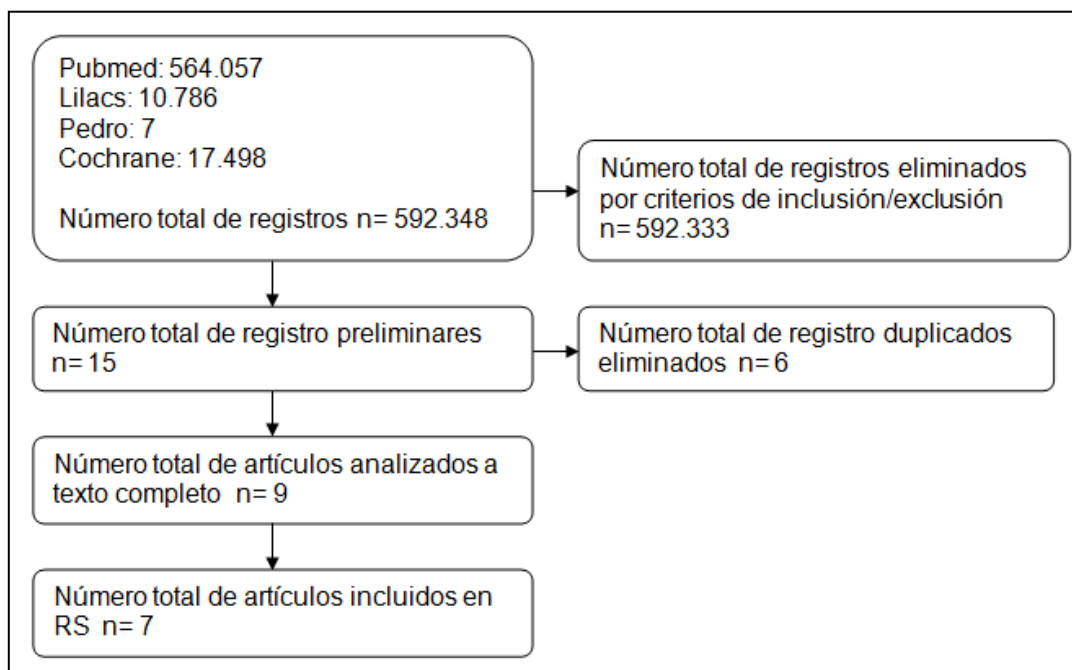 Pubmed: 564.057
Lilacs: 10.786
Pedro: 7
Cochrane: 17.498
Número total de registros n= 592.348
Número total de registros eliminados
por criterios de inclusión/exclusión
n= 592.333
Número total de registro preliminares
n= 15
Número total de registro duplicados
eliminados n= 6
Número total de artículos analizados a
texto completo n= 9
Número total de artículos incluidos en
RS n= 7